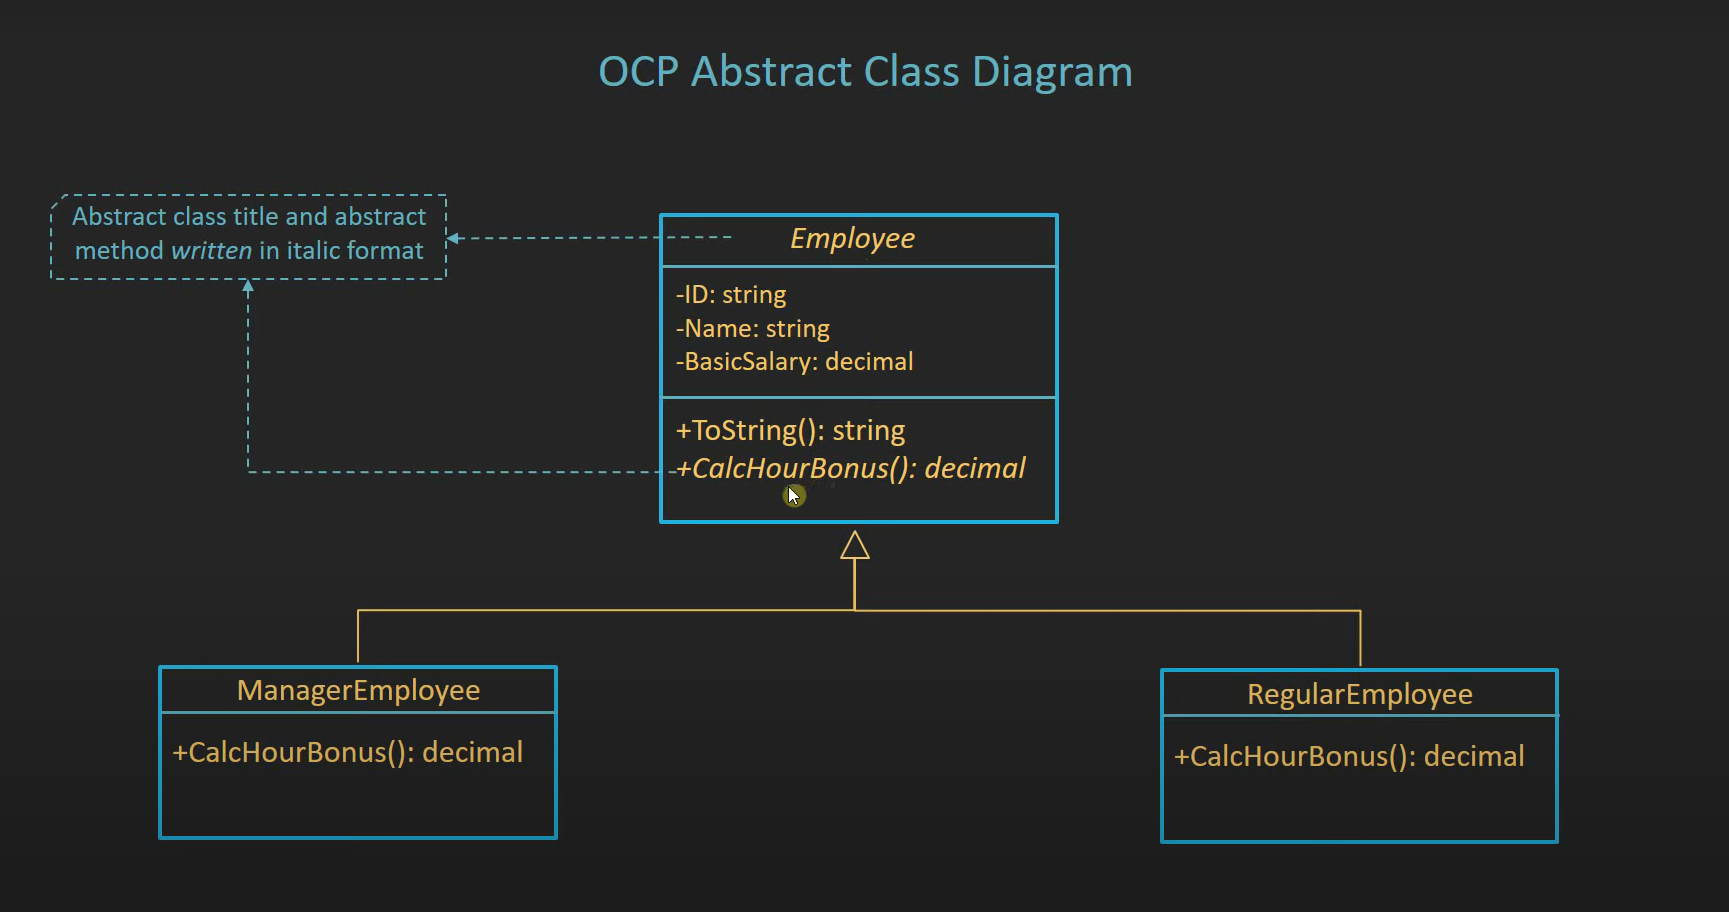 OCP Abstract Class Diagram
Abstract class title and abstract
method written in italic format
Employee
-ID: string
-Name: string
-BasicSalary: decimal
+ToString(): string
+CalcHourBonus(): decimal
ManagerEmployee
+CalcHourBonus(): decimal
RegularEmployee
+CalcHourBonus(): decimal